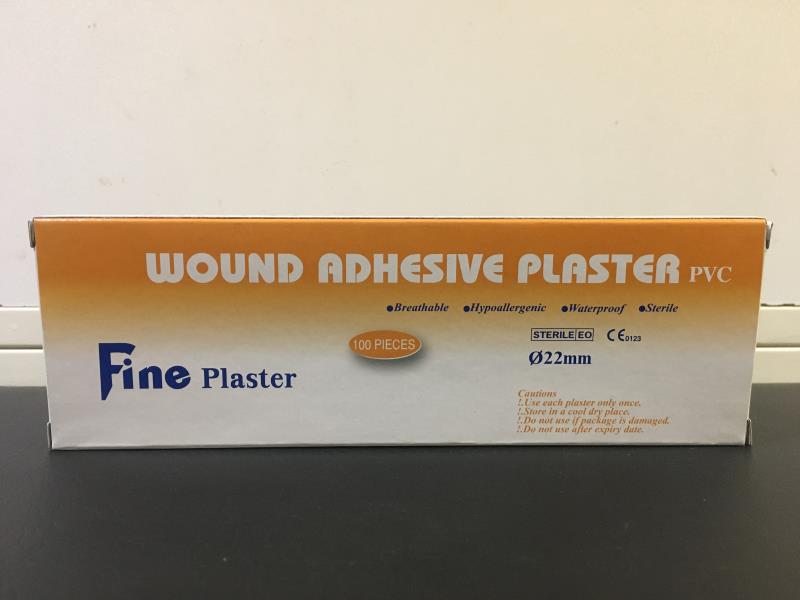 WOUND ADHESIVE PLASTER PVC
●Breathable ●Hypoallergenic ●Waterproof ●Sterile
STERILE EO CE0123
100 PIECES
Ø22mm
Fine Plaster
Cautions
!.Use each plaster only once.
!.Store in a cool dry place.
!.Do not use if package is damaged.
!.Do not use after expiry date.